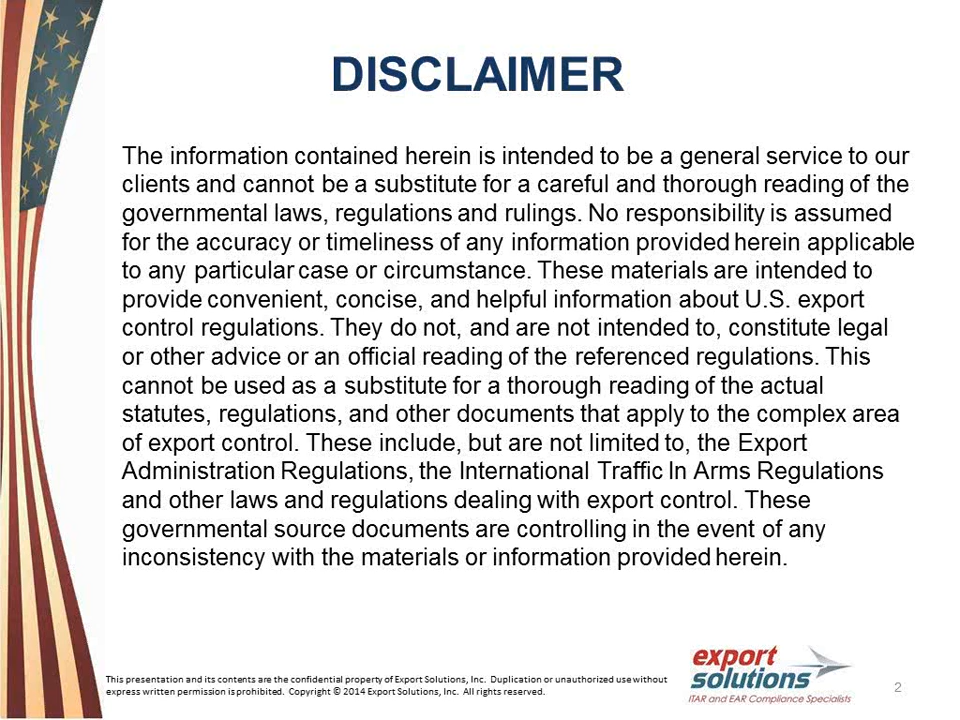 DISCLAIMER
The information contained herein is intended to be a general service to our
clients and cannot be a substitute for a careful and thorough reading of the
governmental laws, regulations and rulings. No responsibility is assumed
for the accuracy or timeliness of any information provided herein applicable
to any particular case or circumstance. These materials are intended to
provide convenient, concise, and helpful information about U.S. export
control regulations. They do not, and are not intended to, constitute legal
or other advice or an official reading of the referenced regulations. This
cannot be used as a substitute for a thorough reading of the actual
statutes, regulations, and other documents that apply to the complex area
of export control. These include, but are not limited to, the Export
Administration Regulations, the International Traffic In Arms Regulations
and other laws and regulations dealing with export control. These
governmental source documents are controlling in the event of any
inconsistency with the materials or information provided herein.
This presentation and its contents are the confidential property of Export Solutions, Inc. Duplication or unauthorized use without
express written permission is prohibited. Copyright © 2014 Export Solutions, Inc. All rights reserved.
export
solutions
ITAR and EAR Compliance Specialists
2